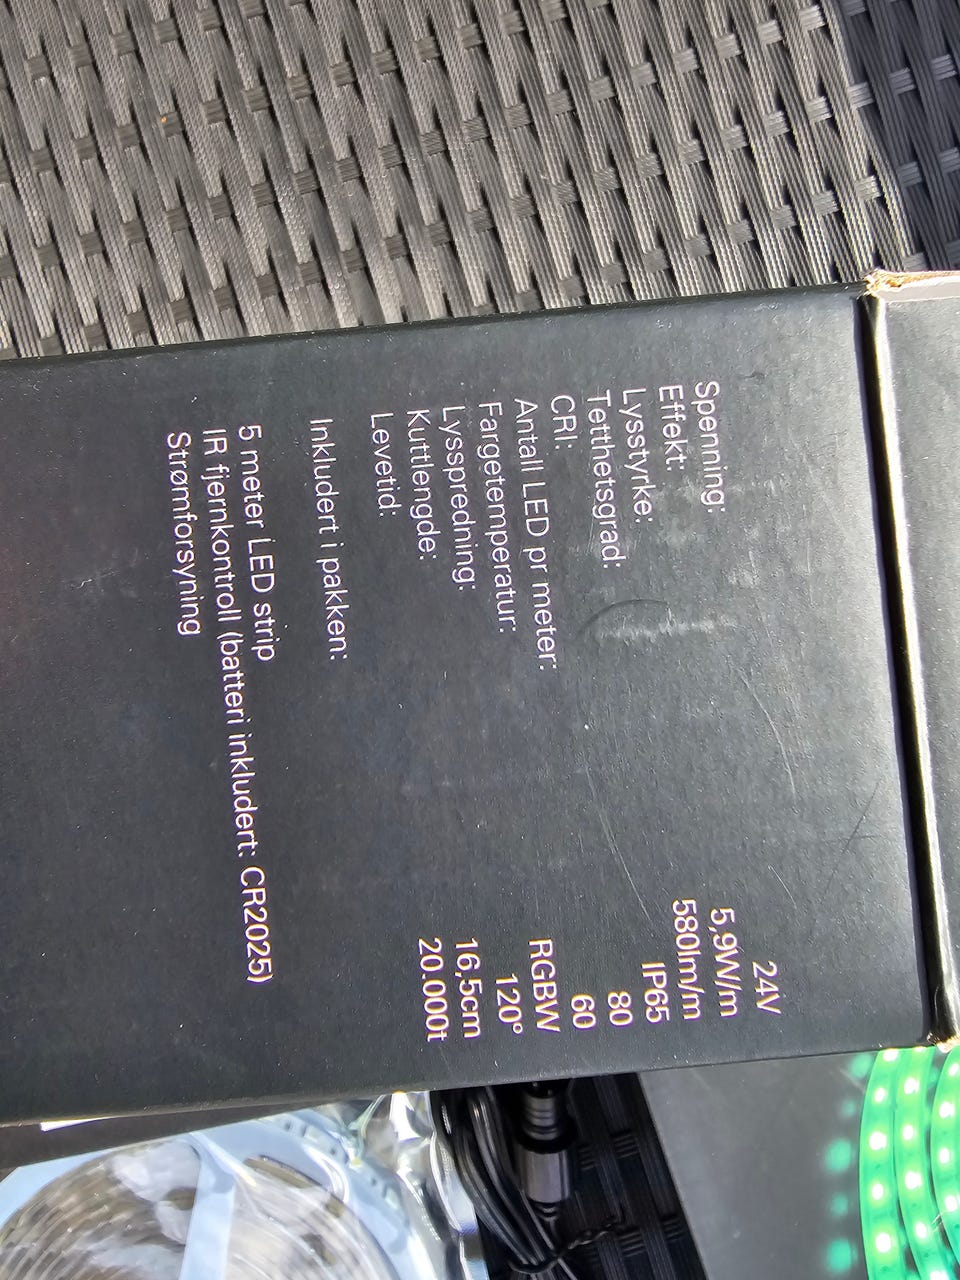 Spenning: 24V
Effekt: 5,9W/m
Lysstyrke: 580lm/m
Tetthetsgrad: IP65
CRI: 80
Antall LED pr meter: 60
Fargetemperatur: RGBW
Lysspredning: 120°
Kuttlengde: 16,5cm
Levetid: 20.000t
Inkludert i pakken:
5 meter LED strip
IR fjernkontroll (batteri inkludert: CR2025)
Strømforsyning